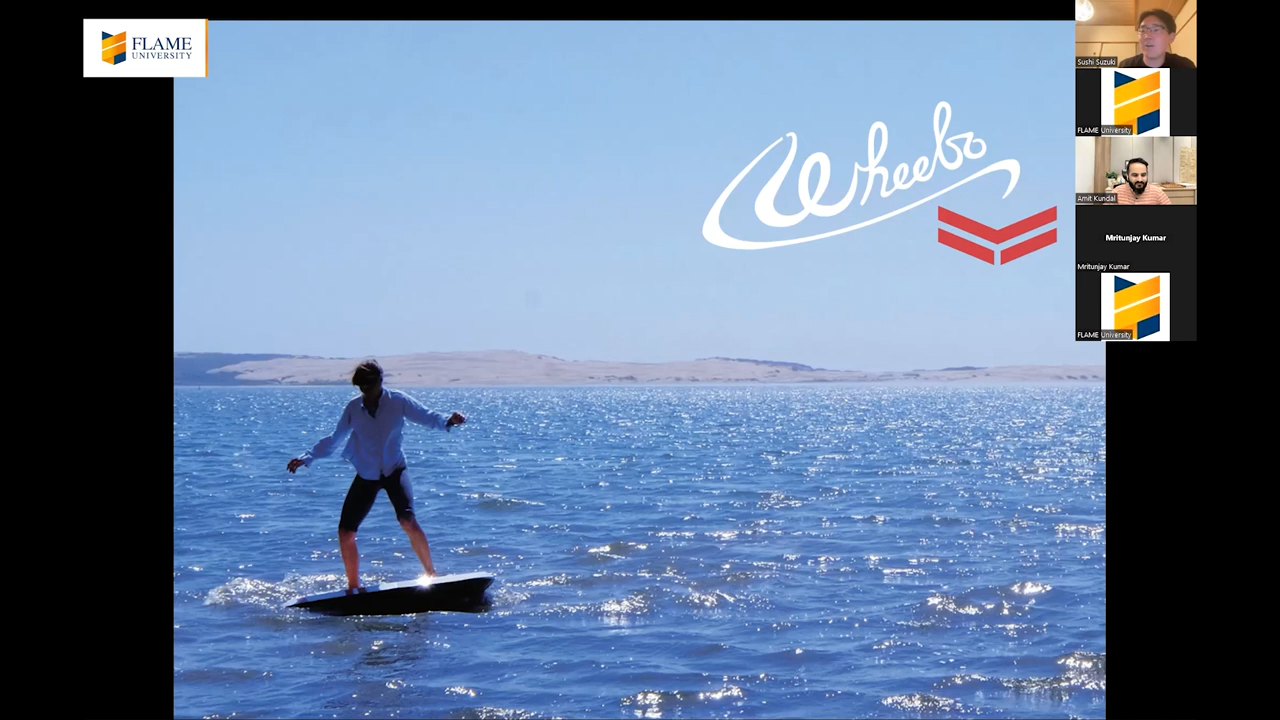 FLAME
UNIVERSITY
Wheebo
Sushi Suzuki
FLAME University
Amit Kundal
Mritunjay Kumar
Mritunjay Kumar
FLAME University